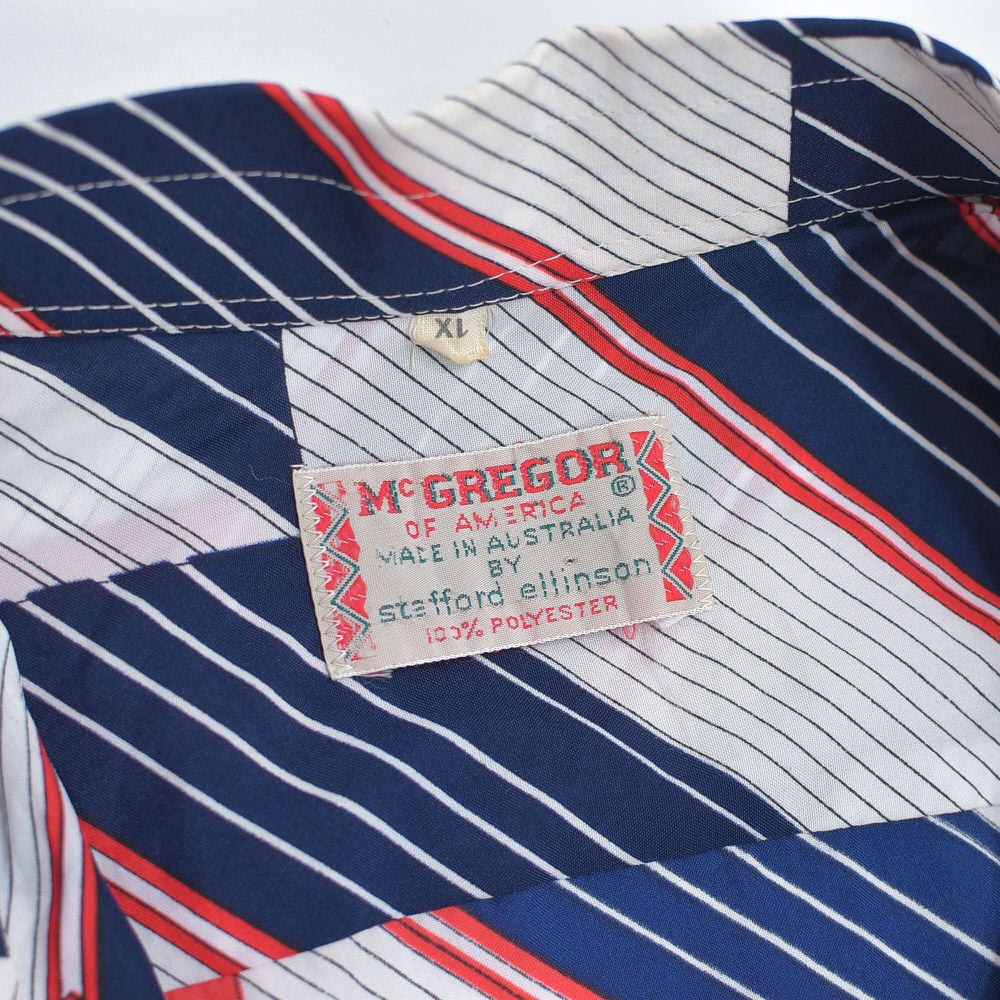 1X
McGREGOR ®
OF AMERICA
MADE IN AUSTRALIA
BY
stafford ellinson
100% POLYESTER